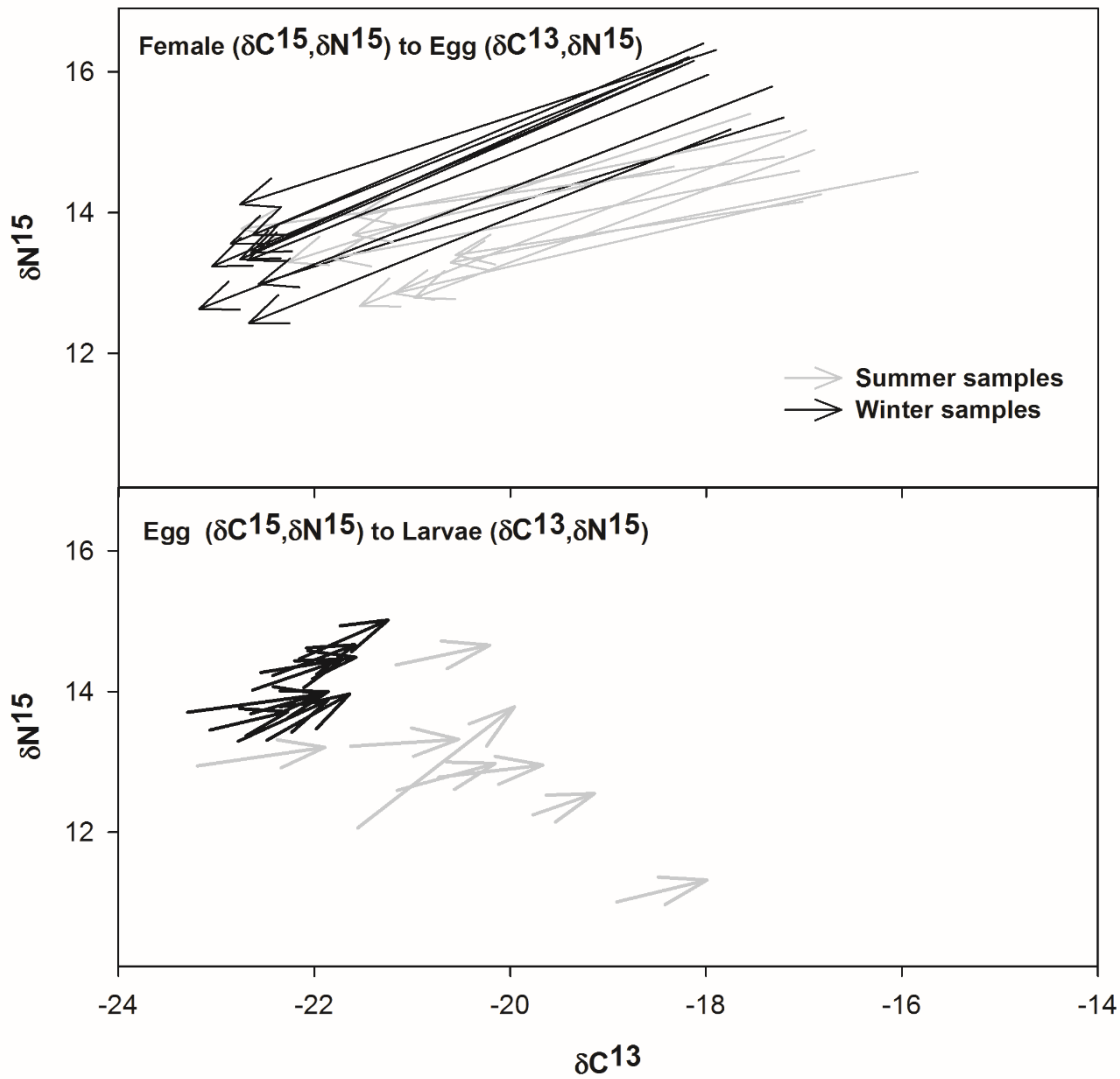 Female (δC15,δN15) to Egg (δC13,δN15)
16
14
12
δN15
Summer samples
Winter samples
Egg (δC15,δN15) to Larvae (δC13,δN15)
16
14
12
δN15
-24 -22 -20 -18 -16 -14
δC13